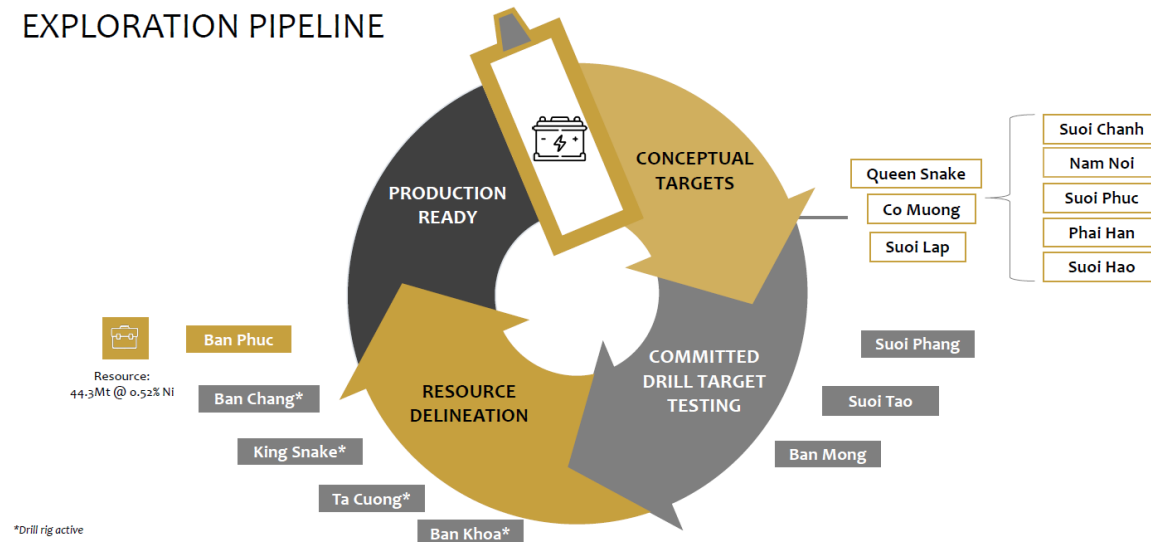 EXPLORATION PIPELINE
CONCEPTUAL
TARGETS
PRODUCTION
READY
Queen Snake
Co Muong
Suoi Lap
Suoi Chanh
Nam Noi
Suoi Phuc
Phai Han
Suoi Hao
COMMITTED
DRILL TARGET
TESTING
Suoi Phang
Suoi Tao
Ban Mong
RESOURCE
DELINEATION
Ban Phuc
Resource:
44.3Mt @ 0.52% Ni
Ban Chang*
King Snake*
Ta Cuong*
Ban Khoa*
*Drill rig active